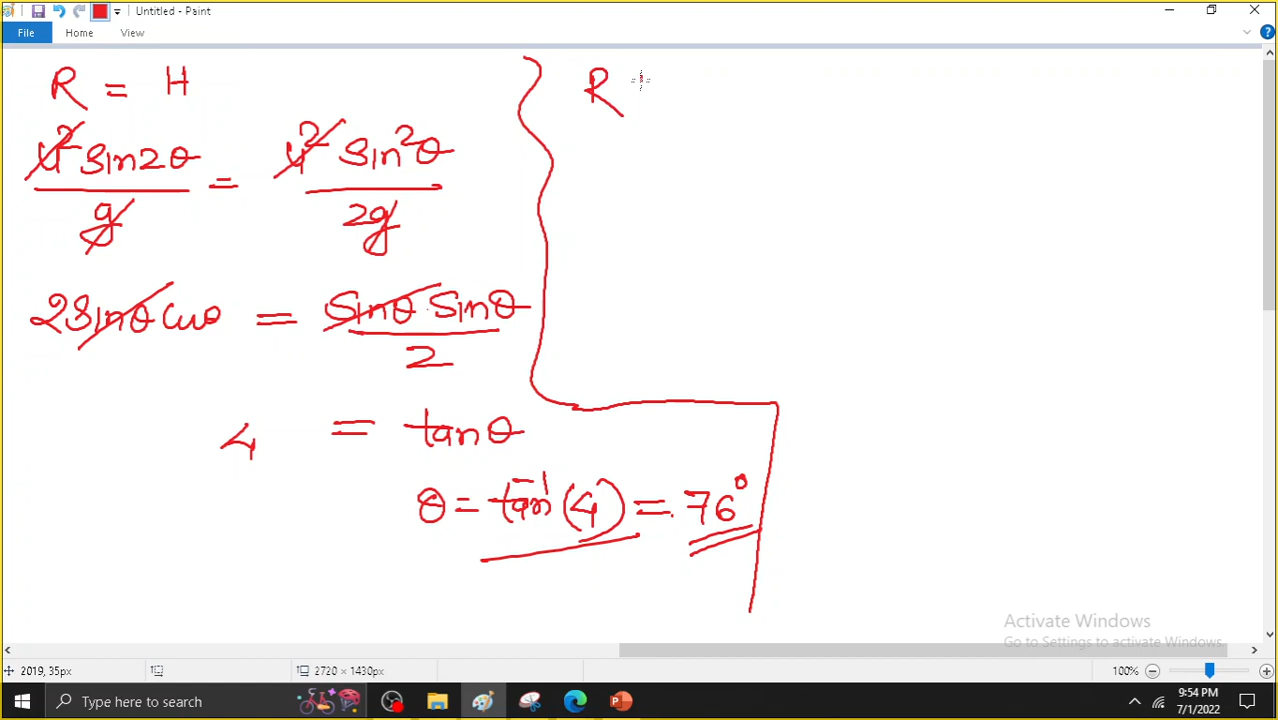 Untitled - Paint
File Home View
R = H
u² sin2θ / g = u² sin²θ / 2g
2sinθ cosθ = sinθ . sinθ / 2
4 = tanθ
θ = tan⁻¹(4) = 76°
R
Activate Windows
Go to Settings to activate Windows.
2019, 35px
2720 × 1430px
100%
Type here to search
9:54 PM
7/1/2022